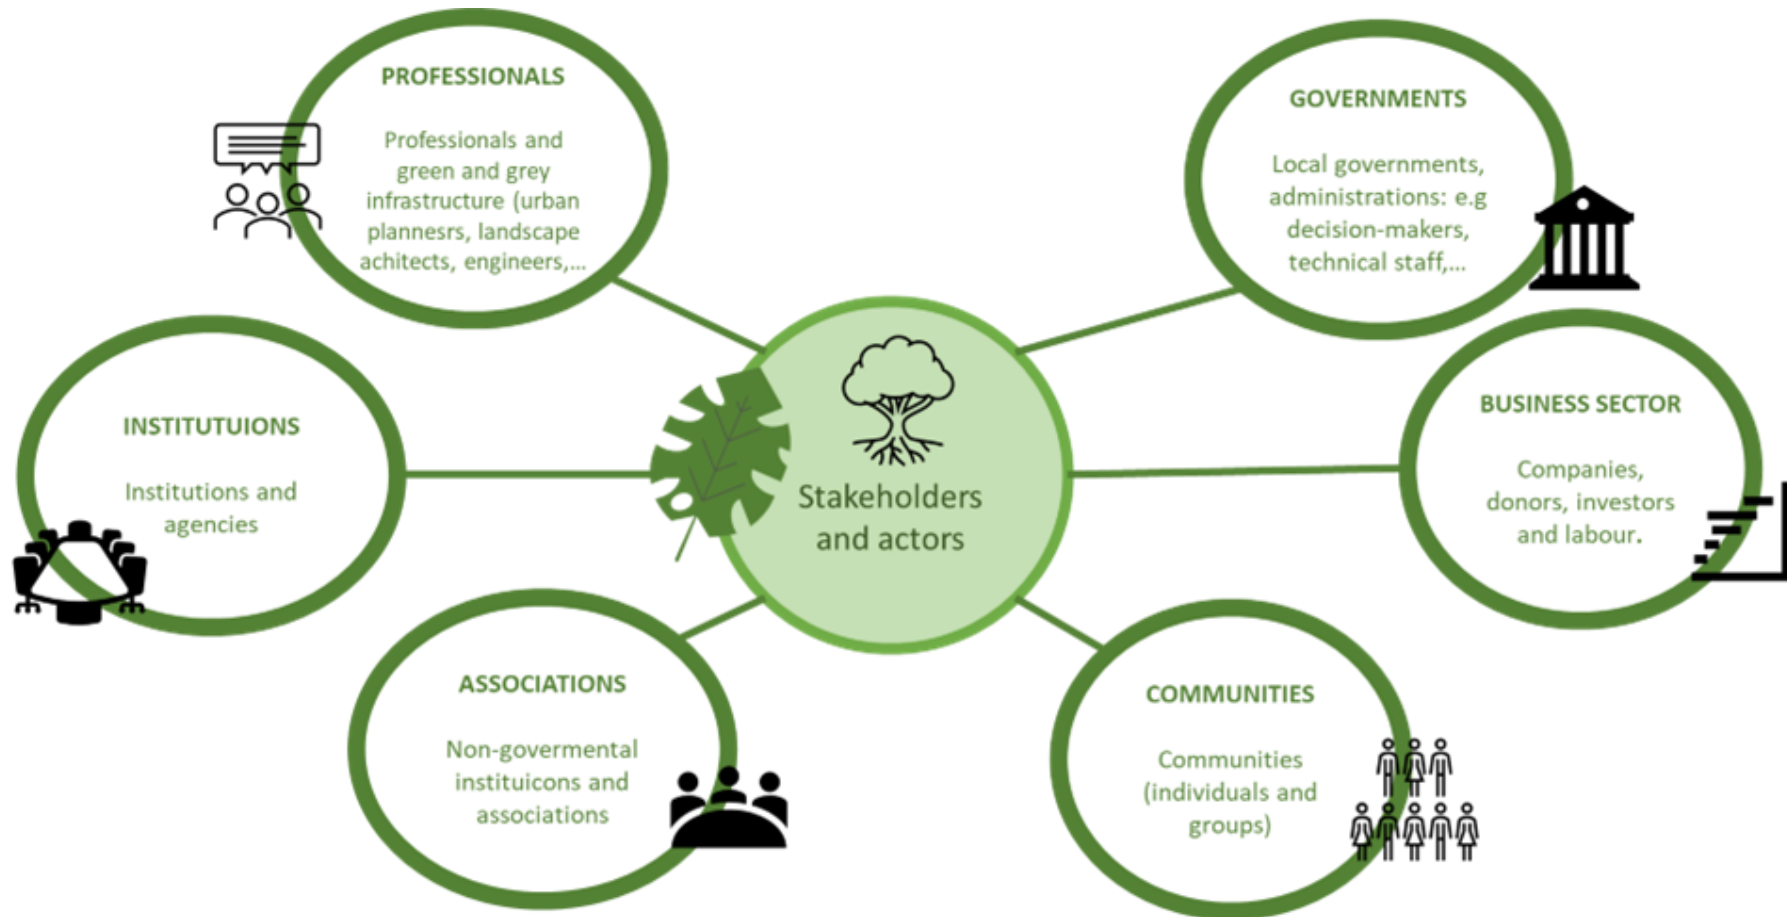 PROFESSIONALS
Professionals and
green and grey
infrastructure (urban
plannesrs, landscape
achitects, engineers,...
GOVERNMENTS
Local governments,
administrations: e.g
decision-makers,
technical staff,...
INSTITUTUIONS
Institutions and
agencies
Stakeholders
and actors
BUSINESS SECTOR
Companies,
donors, investors
and labour.
ASSOCIATIONS
Non-govermental
instituicons and
associations
COMMUNITIES
Communities
(individuals and
groups)